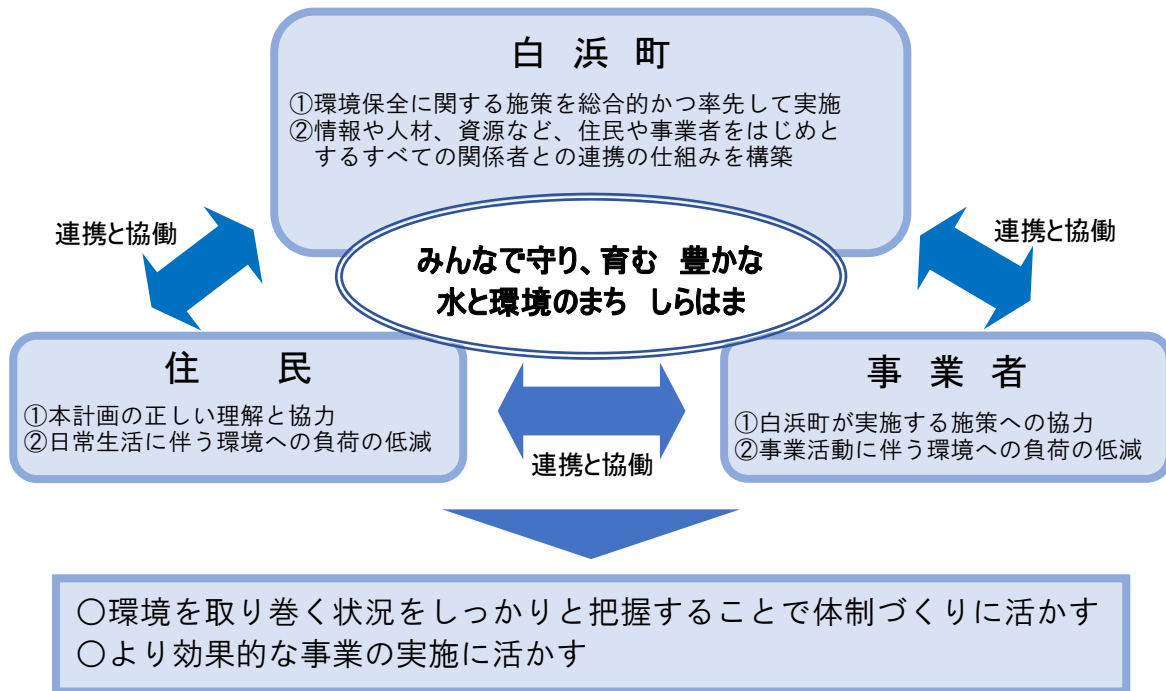 白 浜 町
①環境保全に関する施策を総合的かつ率先して実施
②情報や人材、資源など、住民や事業者をはじめと
するすべての関係者との連携の仕組みを構築
連携と協働
連携と協働
みんなで守り、育む 豊かな
水と環境のまち しらはま
住 民
①本計画の正しい理解と協力
②日常生活に伴う環境への負荷の低減
連携と協働
事 業 者
①白浜町が実施する施策への協力
②事業活動に伴う環境への負荷の低減
○環境を取り巻く状況をしっかりと把握することで体制づくりに活かす
○より効果的な事業の実施に活かす